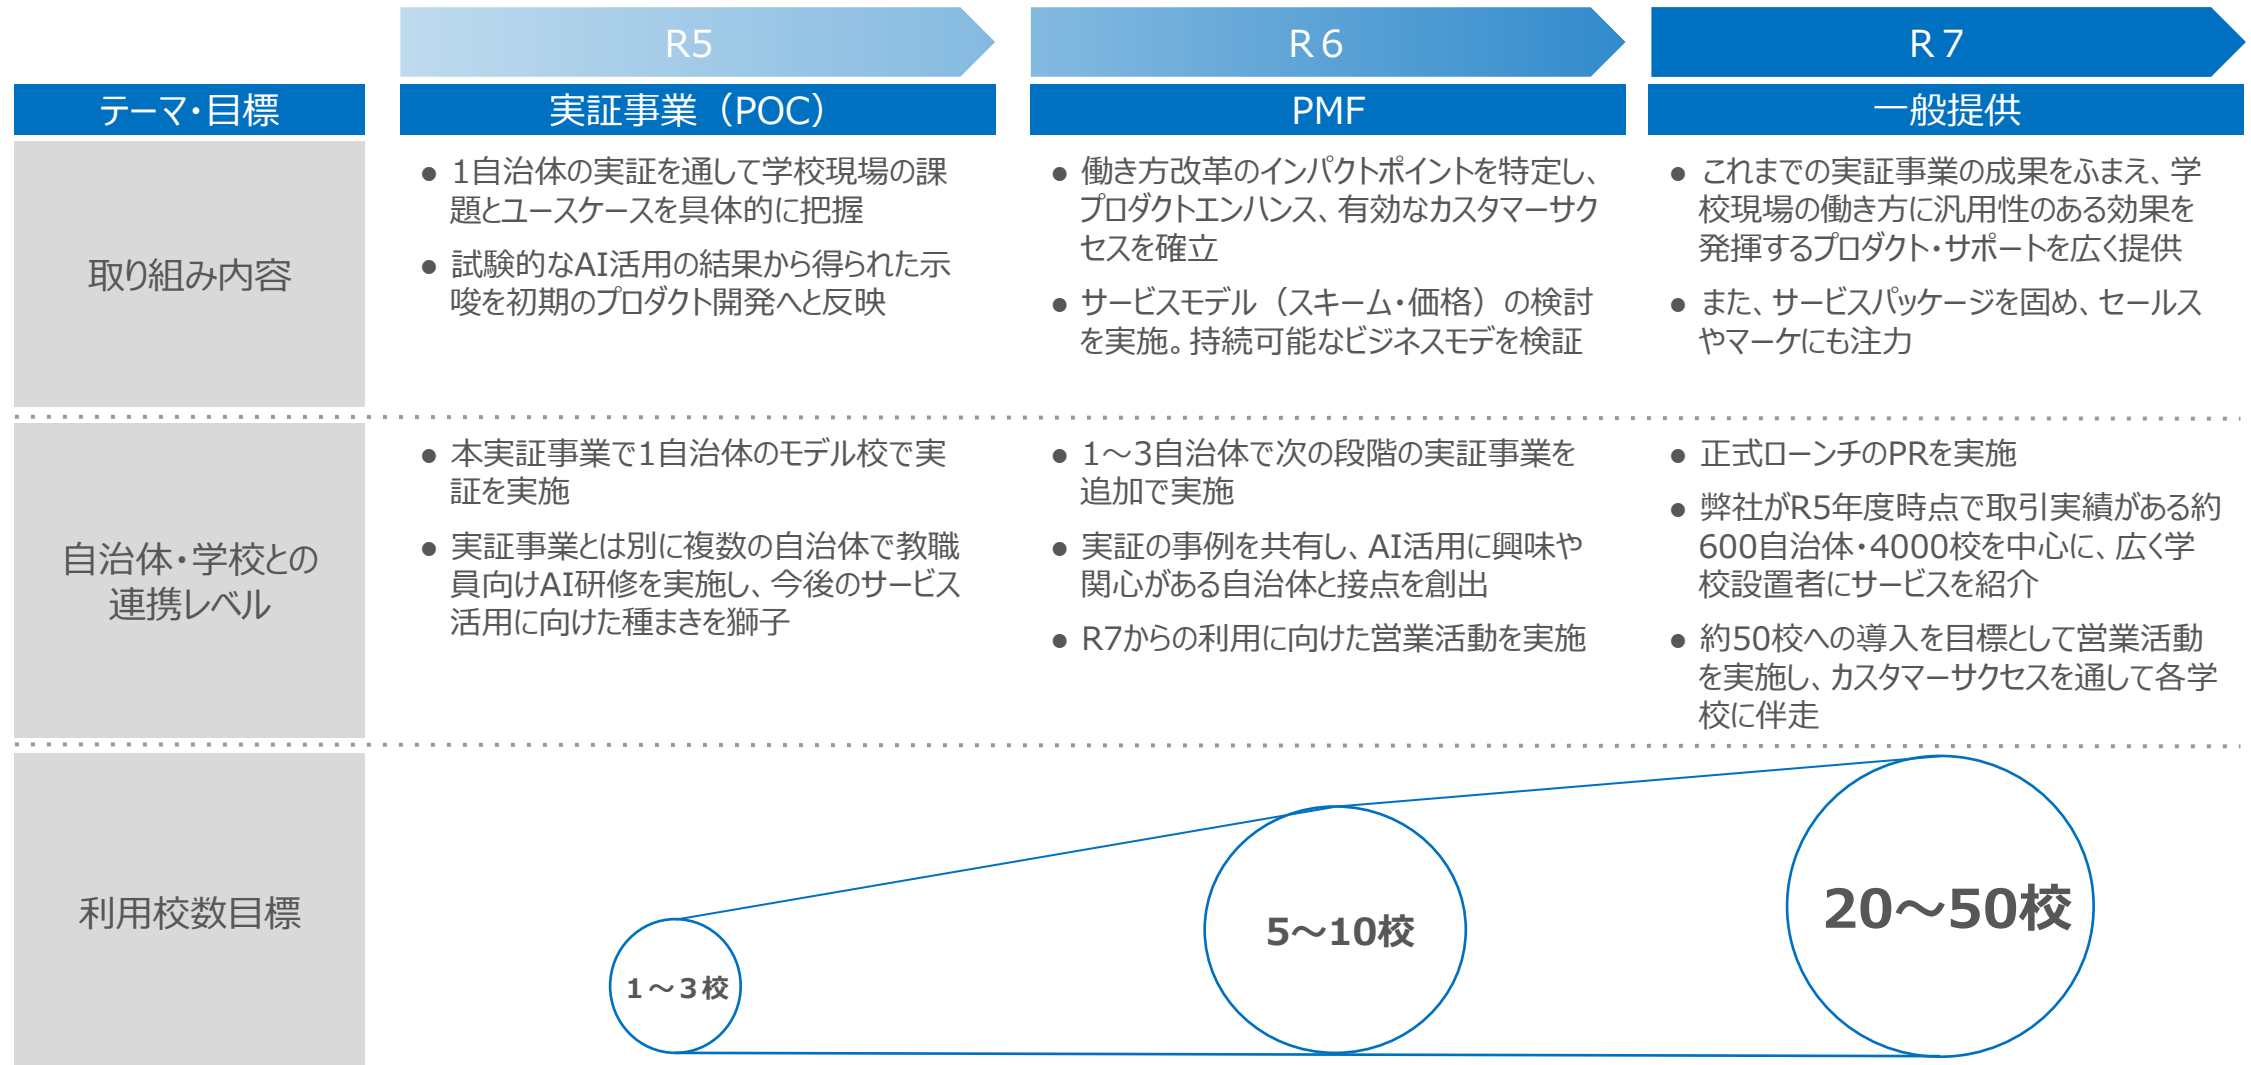 R5
R６
R７
テーマ・目標
実証事業（POC）
PMF
一般提供
取り組み内容
● 1自治体の実証を通して学校現場の課
題とユースケースを具体的に把握
● 試験的なAI活用の結果から得られた示
唆を初期のプロダクト開発へと反映
● 働き方改革のインパクトポイントを特定し、
プロダクトエンハンス、有効なカスタマーサク
セスを確立
● サービスモデル（スキーム・価格）の検討
を実施。持続可能なビジネスモデを検証
● これまでの実証事業の成果をふまえ、学
校現場の働き方に汎用性のある効果を
発揮するプロダクト・サポートを広く提供
● また、サービスパッケージを固め、セールス
やマーケにも注力
自治体・学校との
連携レベル
● 本実証事業で1自治体のモデル校で実
証を実施
● 実証事業とは別に複数の自治体で教職
員向けAI研修を実施し、今後のサービス
活用に向けた種まきを獅子
● 1～3自治体で次の段階の実証事業を
追加で実施
● 実証の事例を共有し、AI活用に興味や
関心がある自治体と接点を創出
● R7からの利用に向けた営業活動を実施
● 正式ローンチのPRを実施
● 弊社がR5年度時点で取引実績がある約
600自治体・4000校を中心に、広く学
校設置者にサービスを紹介
● 約50校への導入を目標として営業活動
を実施し、カスタマーサクセスを通して各学
校に伴走
利用校数目標
1～3校
5～10校
20～50校